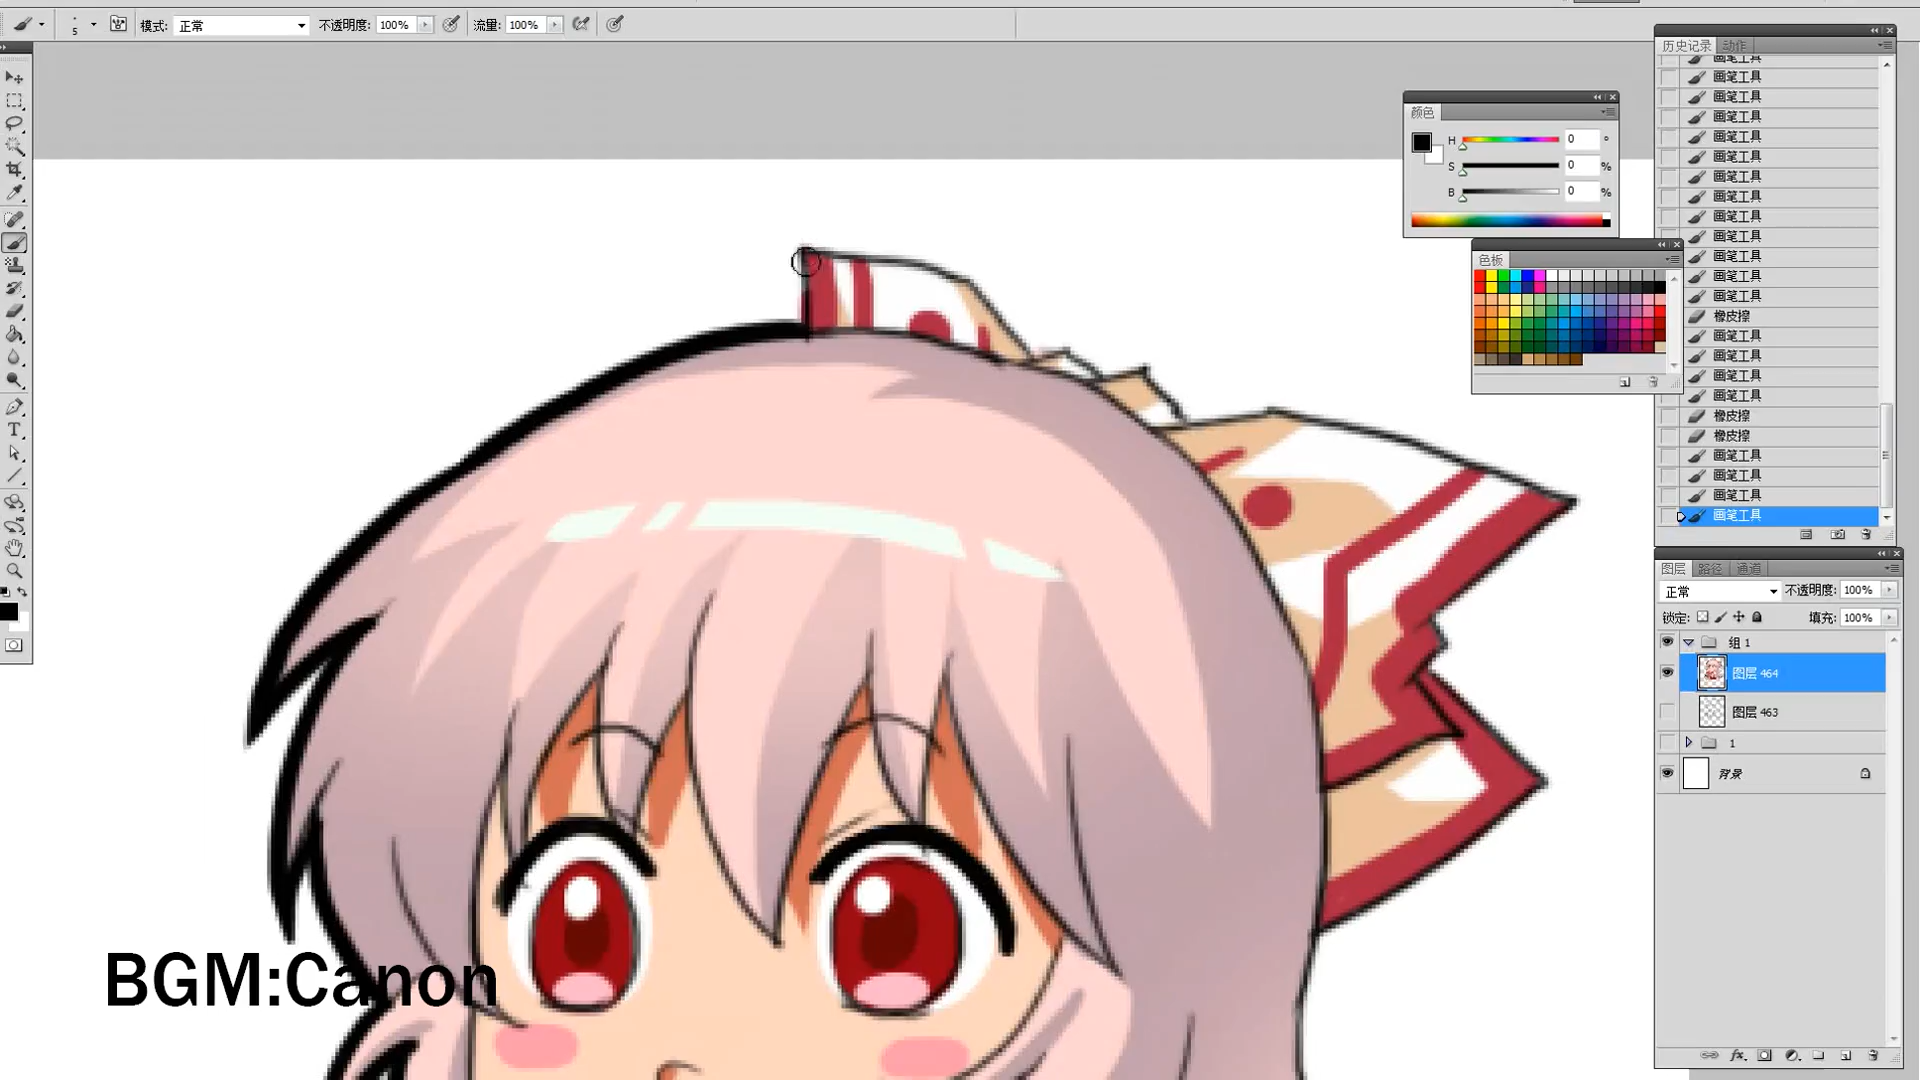 5 模式: 正常 不透明度: 100% 流量: 100%
历史记录 动作
画笔工具
画笔工具
画笔工具
画笔工具
画笔工具
画笔工具
画笔工具
画笔工具
画笔工具
画笔工具
画笔工具
画笔工具
画笔工具
橡皮擦
画笔工具
画笔工具
画笔工具
画笔工具
橡皮擦
橡皮擦
画笔工具
画笔工具
画笔工具
画笔工具
颜色
H 0 °
S 0 %
B 0 %
色板
图层 路径 通道
正常 不透明度: 100%
锁定: 填充: 100%
组 1
图层 464
图层 463
1
背景
BGM:Canon